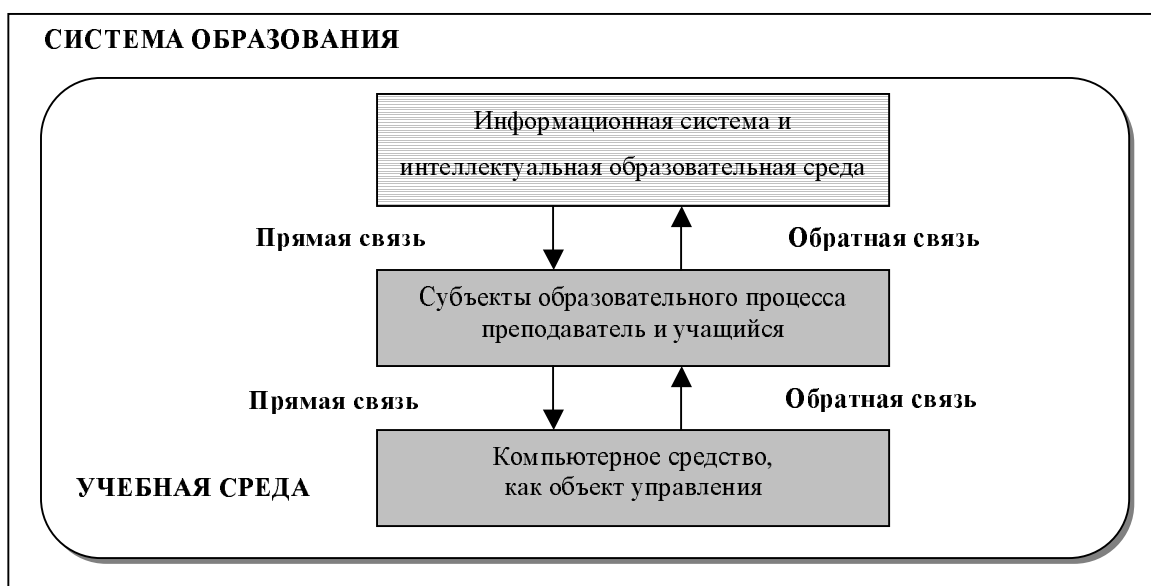 СИСТЕМА ОБРАЗОВАНИЯ
Информационная система и
интеллектуальная образовательная среда
Прямая связь
Обратная связь
Субъекты образовательного процесса
преподаватель и учащийся
Прямая связь
Обратная связь
Компьютерное средство,
как объект управления
УЧЕБНАЯ СРЕДА